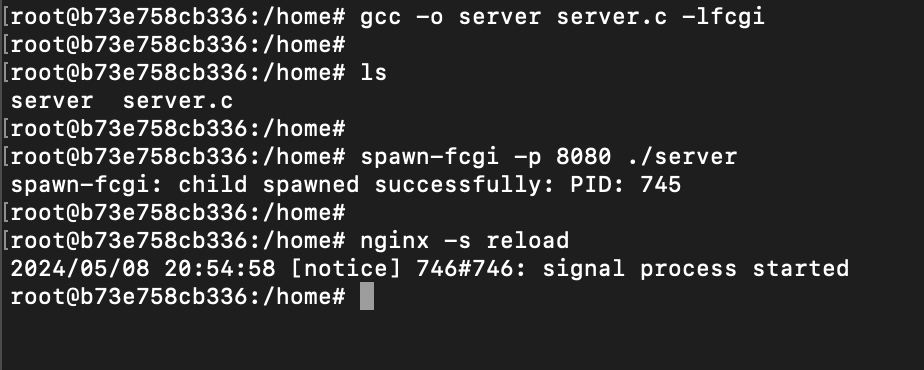 [root@b73e758cb336:/home# gcc -o server server.c -lfcgi
[root@b73e758cb336:/home#
[root@b73e758cb336:/home# ls
server  server.c
[root@b73e758cb336:/home#
[root@b73e758cb336:/home# spawn-fcgi -p 8080 ./server
spawn-fcgi: child spawned successfully: PID: 745
[root@b73e758cb336:/home#
[root@b73e758cb336:/home# nginx -s reload
2024/05/08 20:54:58 [notice] 746#746: signal process started
root@b73e758cb336:/home#